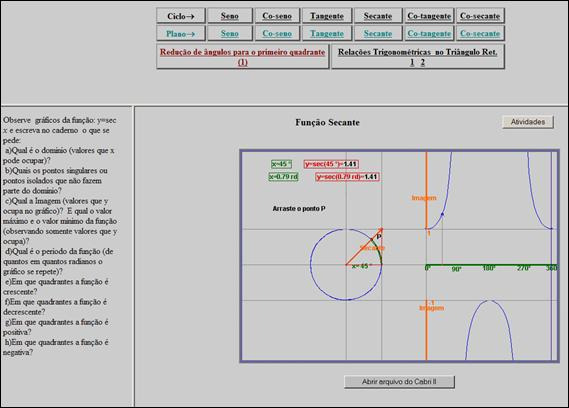 Ciclo→ Seno Co-seno Tangente Secante Co-tangente Co-secante
Plano→ Seno Co-seno Tangente Secante Co-tangente Co-secante
Redução de ângulos para o primeiro quadrante
(1)
Relações Trigonométricas no Triângulo Ret.
1 2
Observe gráficos da função: y=sec
x e escreva no caderno o que se
pede:
a)Qual é o dominio (valores que x
pode ocupar)?
b)Quais os pontos singulares ou
pontos isolados que não fazem
parte do domínio?
c)Qual a Imagem (valores que y
ocupa no gráfico)? E qual o valor
máximo e o valor minimo da função
(observando somente valores que y
ocupa)?
d)Qual é o periodo da função (de
quantos em quantos radianos o
gráfico se repete)?
e)Em que quadrantes a função é
crescente?
f)Em que quadrantes a função é
decrescente?
g)Em que quadrantes a função é
positiva?
h)Em que quadrantes a função é
negativa?
Função Secante
Atividades
x=45 ° y=sec(45 °)=1.41
x=0.79 rd y=sec(0.79 rd)=1.41
Arraste o ponto P
P
Secante
x= 45 °
Imagem
1
0° 90° 180° 270° 360
-1
Imagem
Abrir arquivo do Cabri II